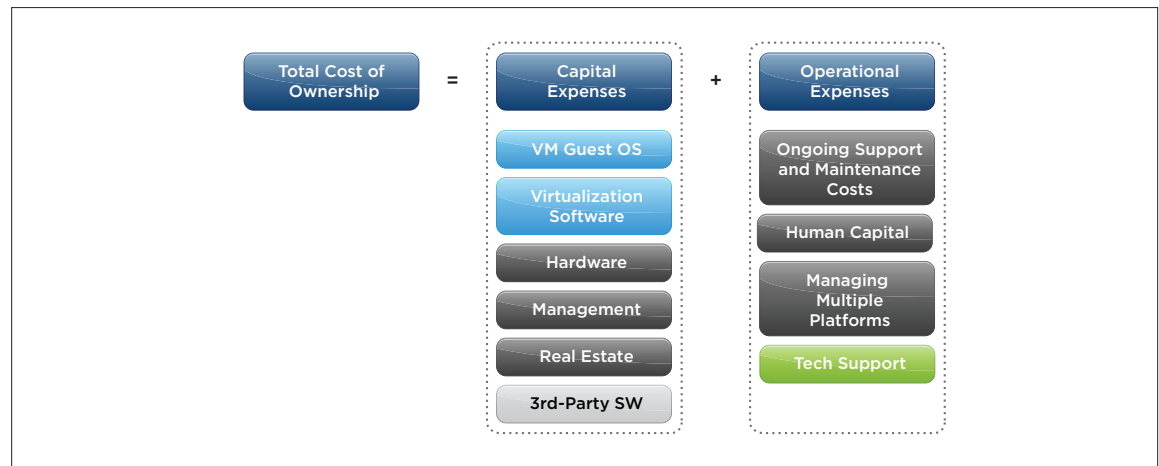 Total Cost of
Ownership
=
Capital
Expenses
+
Operational
Expenses
VM Guest OS
Virtualization
Software
Hardware
Management
Real Estate
3rd-Party SW
Ongoing Support
and Maintenance
Costs
Human Capital
Managing
Multiple
Platforms
Tech Support